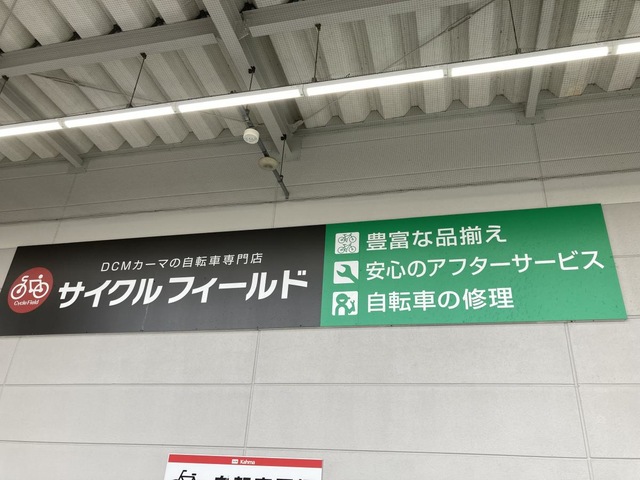 DCMカーマの自転車専門店
サイクルフィールド
CycleField
豊富な品揃え
安心のアフターサービス
自転車の修理
Kahma